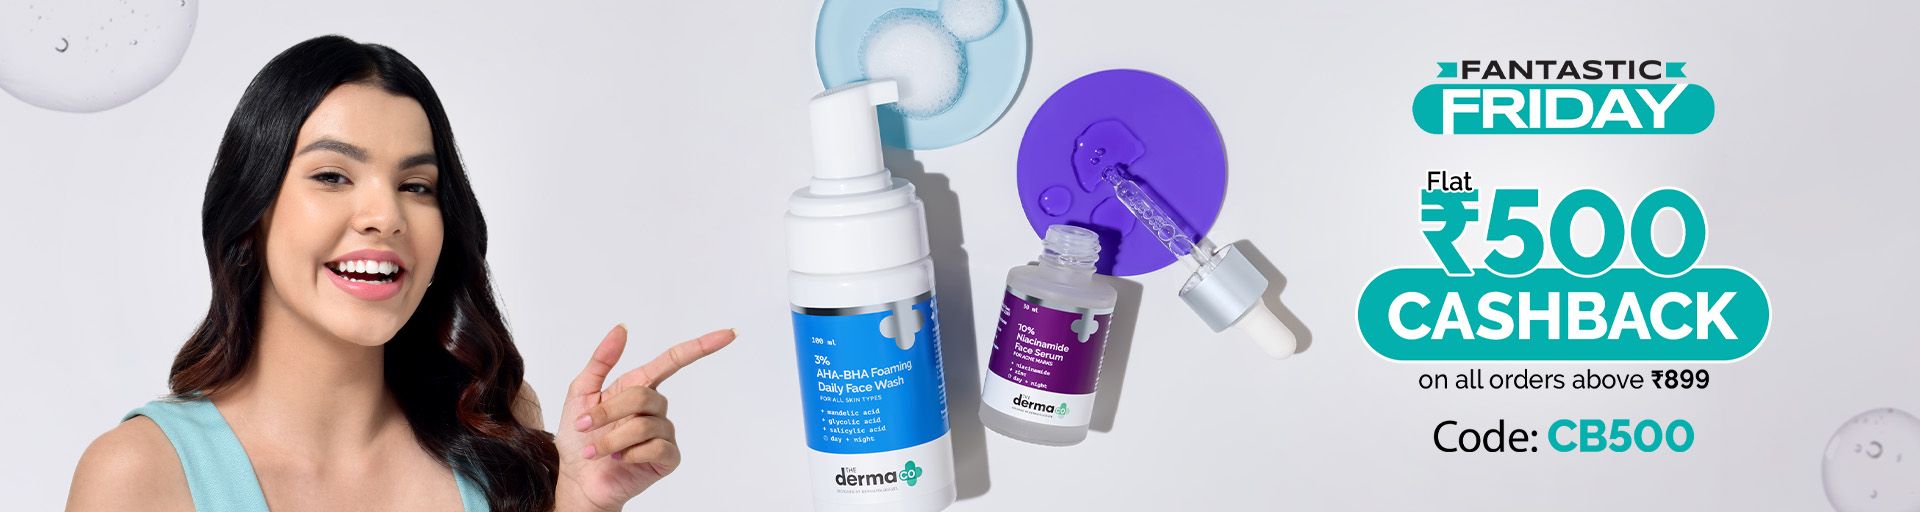 FANTASTIC
FRIDAY
Flat
₹500
CASHBACK
on all orders above ₹899
Code: CB500
100 ml
3%
AHA-BHA Foaming
Daily Face Wash
FOR ALL SKIN TYPES
+ mandelic acid
+ glycolic acid
+ salicylic acid
day + night
THE
derma co
50 ml
10%
Niacinamide
Face Serum
FOR ACNE MARKS
+ niacinamide
+ zinc
day + night
THE
derma co